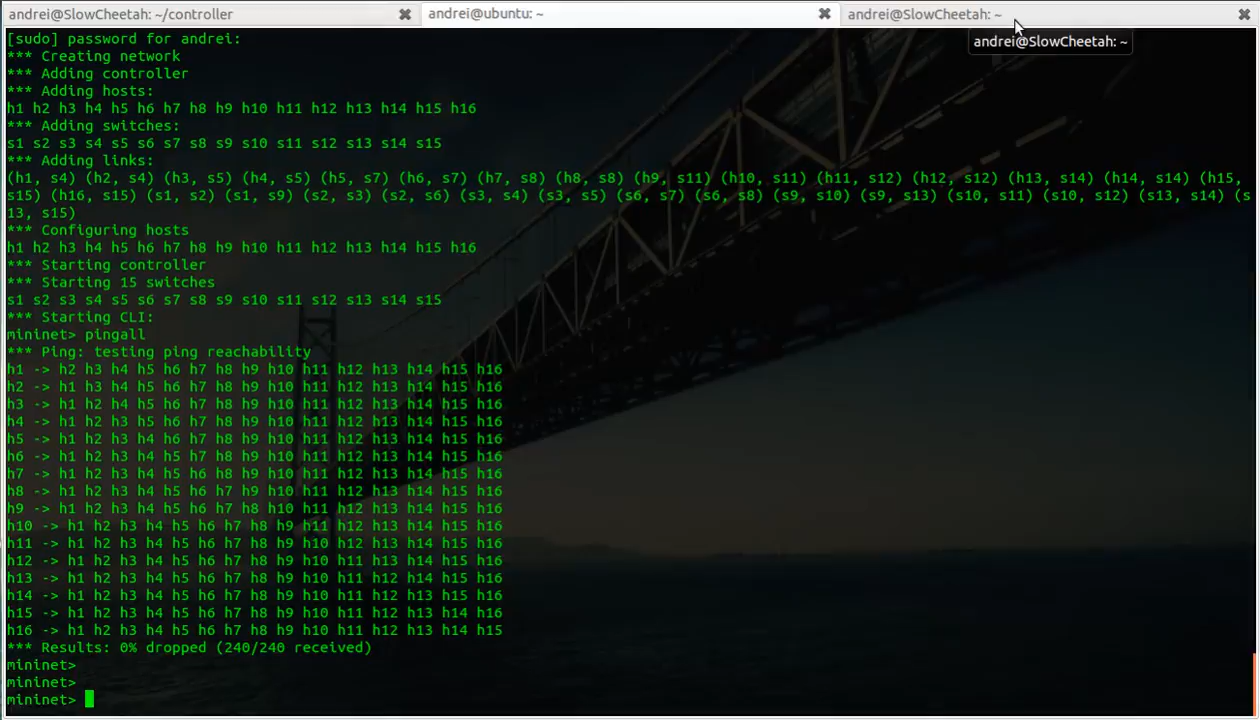 andrei@SlowCheetah: ~/controller
andrei@ubuntu: ~
andrei@SlowCheetah: ~
andrei@SlowCheetah: ~
[sudo] password for andrei:
*** Creating network
*** Adding controller
*** Adding hosts:
h1 h2 h3 h4 h5 h6 h7 h8 h9 h10 h11 h12 h13 h14 h15 h16
*** Adding switches:
s1 s2 s3 s4 s5 s6 s7 s8 s9 s10 s11 s12 s13 s14 s15
*** Adding links:
(h1, s4) (h2, s4) (h3, s5) (h4, s5) (h5, s7) (h6, s7) (h7, s8) (h8, s8) (h9, s11) (h10, s11) (h11, s12) (h12, s12) (h13, s14) (h14, s14) (h15,
s15) (h16, s15) (s1, s2) (s1, s9) (s2, s3) (s2, s6) (s3, s4) (s3, s5) (s6, s7) (s6, s8) (s9, s10) (s9, s13) (s10, s11) (s10, s12) (s13, s14) (s
13, s15)
*** Configuring hosts
h1 h2 h3 h4 h5 h6 h7 h8 h9 h10 h11 h12 h13 h14 h15 h16
*** Starting controller
*** Starting 15 switches
s1 s2 s3 s4 s5 s6 s7 s8 s9 s10 s11 s12 s13 s14 s15
*** Starting CLI:
mininet> pingall
*** Ping: testing ping reachability
h1 -> h2 h3 h4 h5 h6 h7 h8 h9 h10 h11 h12 h13 h14 h15 h16
h2 -> h1 h3 h4 h5 h6 h7 h8 h9 h10 h11 h12 h13 h14 h15 h16
h3 -> h1 h2 h4 h5 h6 h7 h8 h9 h10 h11 h12 h13 h14 h15 h16
h4 -> h1 h2 h3 h5 h6 h7 h8 h9 h10 h11 h12 h13 h14 h15 h16
h5 -> h1 h2 h3 h4 h6 h7 h8 h9 h10 h11 h12 h13 h14 h15 h16
h6 -> h1 h2 h3 h4 h5 h7 h8 h9 h10 h11 h12 h13 h14 h15 h16
h7 -> h1 h2 h3 h4 h5 h6 h8 h9 h10 h11 h12 h13 h14 h15 h16
h8 -> h1 h2 h3 h4 h5 h6 h7 h9 h10 h11 h12 h13 h14 h15 h16
h9 -> h1 h2 h3 h4 h5 h6 h7 h8 h10 h11 h12 h13 h14 h15 h16
h10 -> h1 h2 h3 h4 h5 h6 h7 h8 h9 h11 h12 h13 h14 h15 h16
h11 -> h1 h2 h3 h4 h5 h6 h7 h8 h9 h10 h12 h13 h14 h15 h16
h12 -> h1 h2 h3 h4 h5 h6 h7 h8 h9 h10 h11 h13 h14 h15 h16
h13 -> h1 h2 h3 h4 h5 h6 h7 h8 h9 h10 h11 h12 h14 h15 h16
h14 -> h1 h2 h3 h4 h5 h6 h7 h8 h9 h10 h11 h12 h13 h15 h16
h15 -> h1 h2 h3 h4 h5 h6 h7 h8 h9 h10 h11 h12 h13 h14 h16
h16 -> h1 h2 h3 h4 h5 h6 h7 h8 h9 h10 h11 h12 h13 h14 h15
*** Results: 0% dropped (240/240 received)
mininet>
mininet>
mininet>